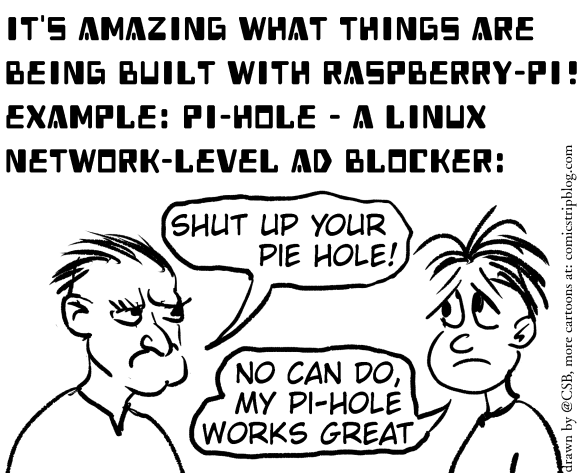 IT'S AMAZING WHAT THINGS ARE
BEING BUILT WITH RASPBERRY-PI!
EXAMPLE: PI-HOLE - A LINUX
NETWORK-LEVEL AD BLOCKER:
SHUT UP YOUR
PIE HOLE!
NO CAN DO,
MY PI-HOLE
WORKS GREAT
drawn by @CSB, more cartoons at: comicstripblog.com